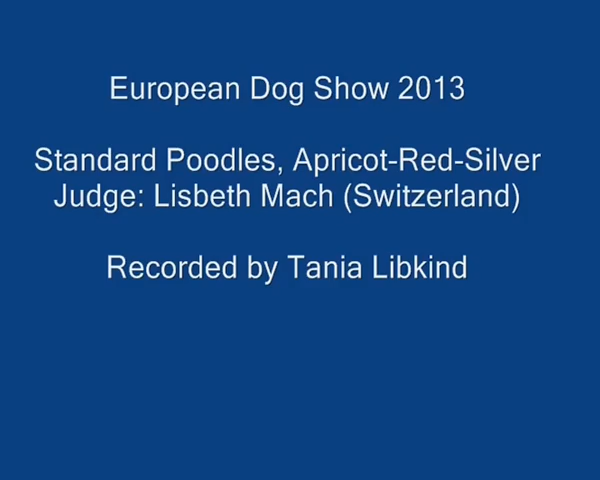 European Dog Show 2013
Standard Poodles, Apricot-Red-Silver
Judge: Lisbeth Mach (Switzerland)
Recorded by Tania Libkind